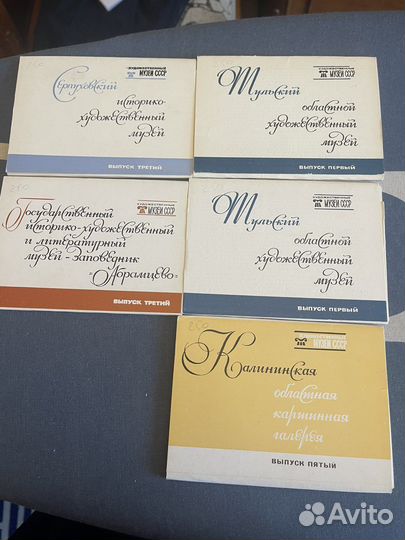 ХУДОЖЕСТВЕННЫЕ
МУЗЕИ СССР
Серпуховский
историко-
художественный
музей
ВЫПУСК ТРЕТИЙ
ХУДОЖЕСТВЕННЫЕ
МУЗЕИ СССР
Тульский
областной
художественный
музей
ВЫПУСК ПЕРВЫЙ
ХУДОЖЕСТВЕННЫЕ
МУЗЕИ СССР
Государственный
историко-художественный
и литературный
музей-заповедник
"Абрамцево"
ВЫПУСК ТРЕТИЙ
ХУДОЖЕСТВЕННЫЕ
МУЗЕИ СССР
Тульский
областной
художественный
музей
ВЫПУСК ПЕРВЫЙ
250
ХУДОЖЕСТВЕННЫЕ
МУЗЕИ СССР
Калининская
областная
картинная
галерея
ВЫПУСК ПЯТЫЙ
Avito